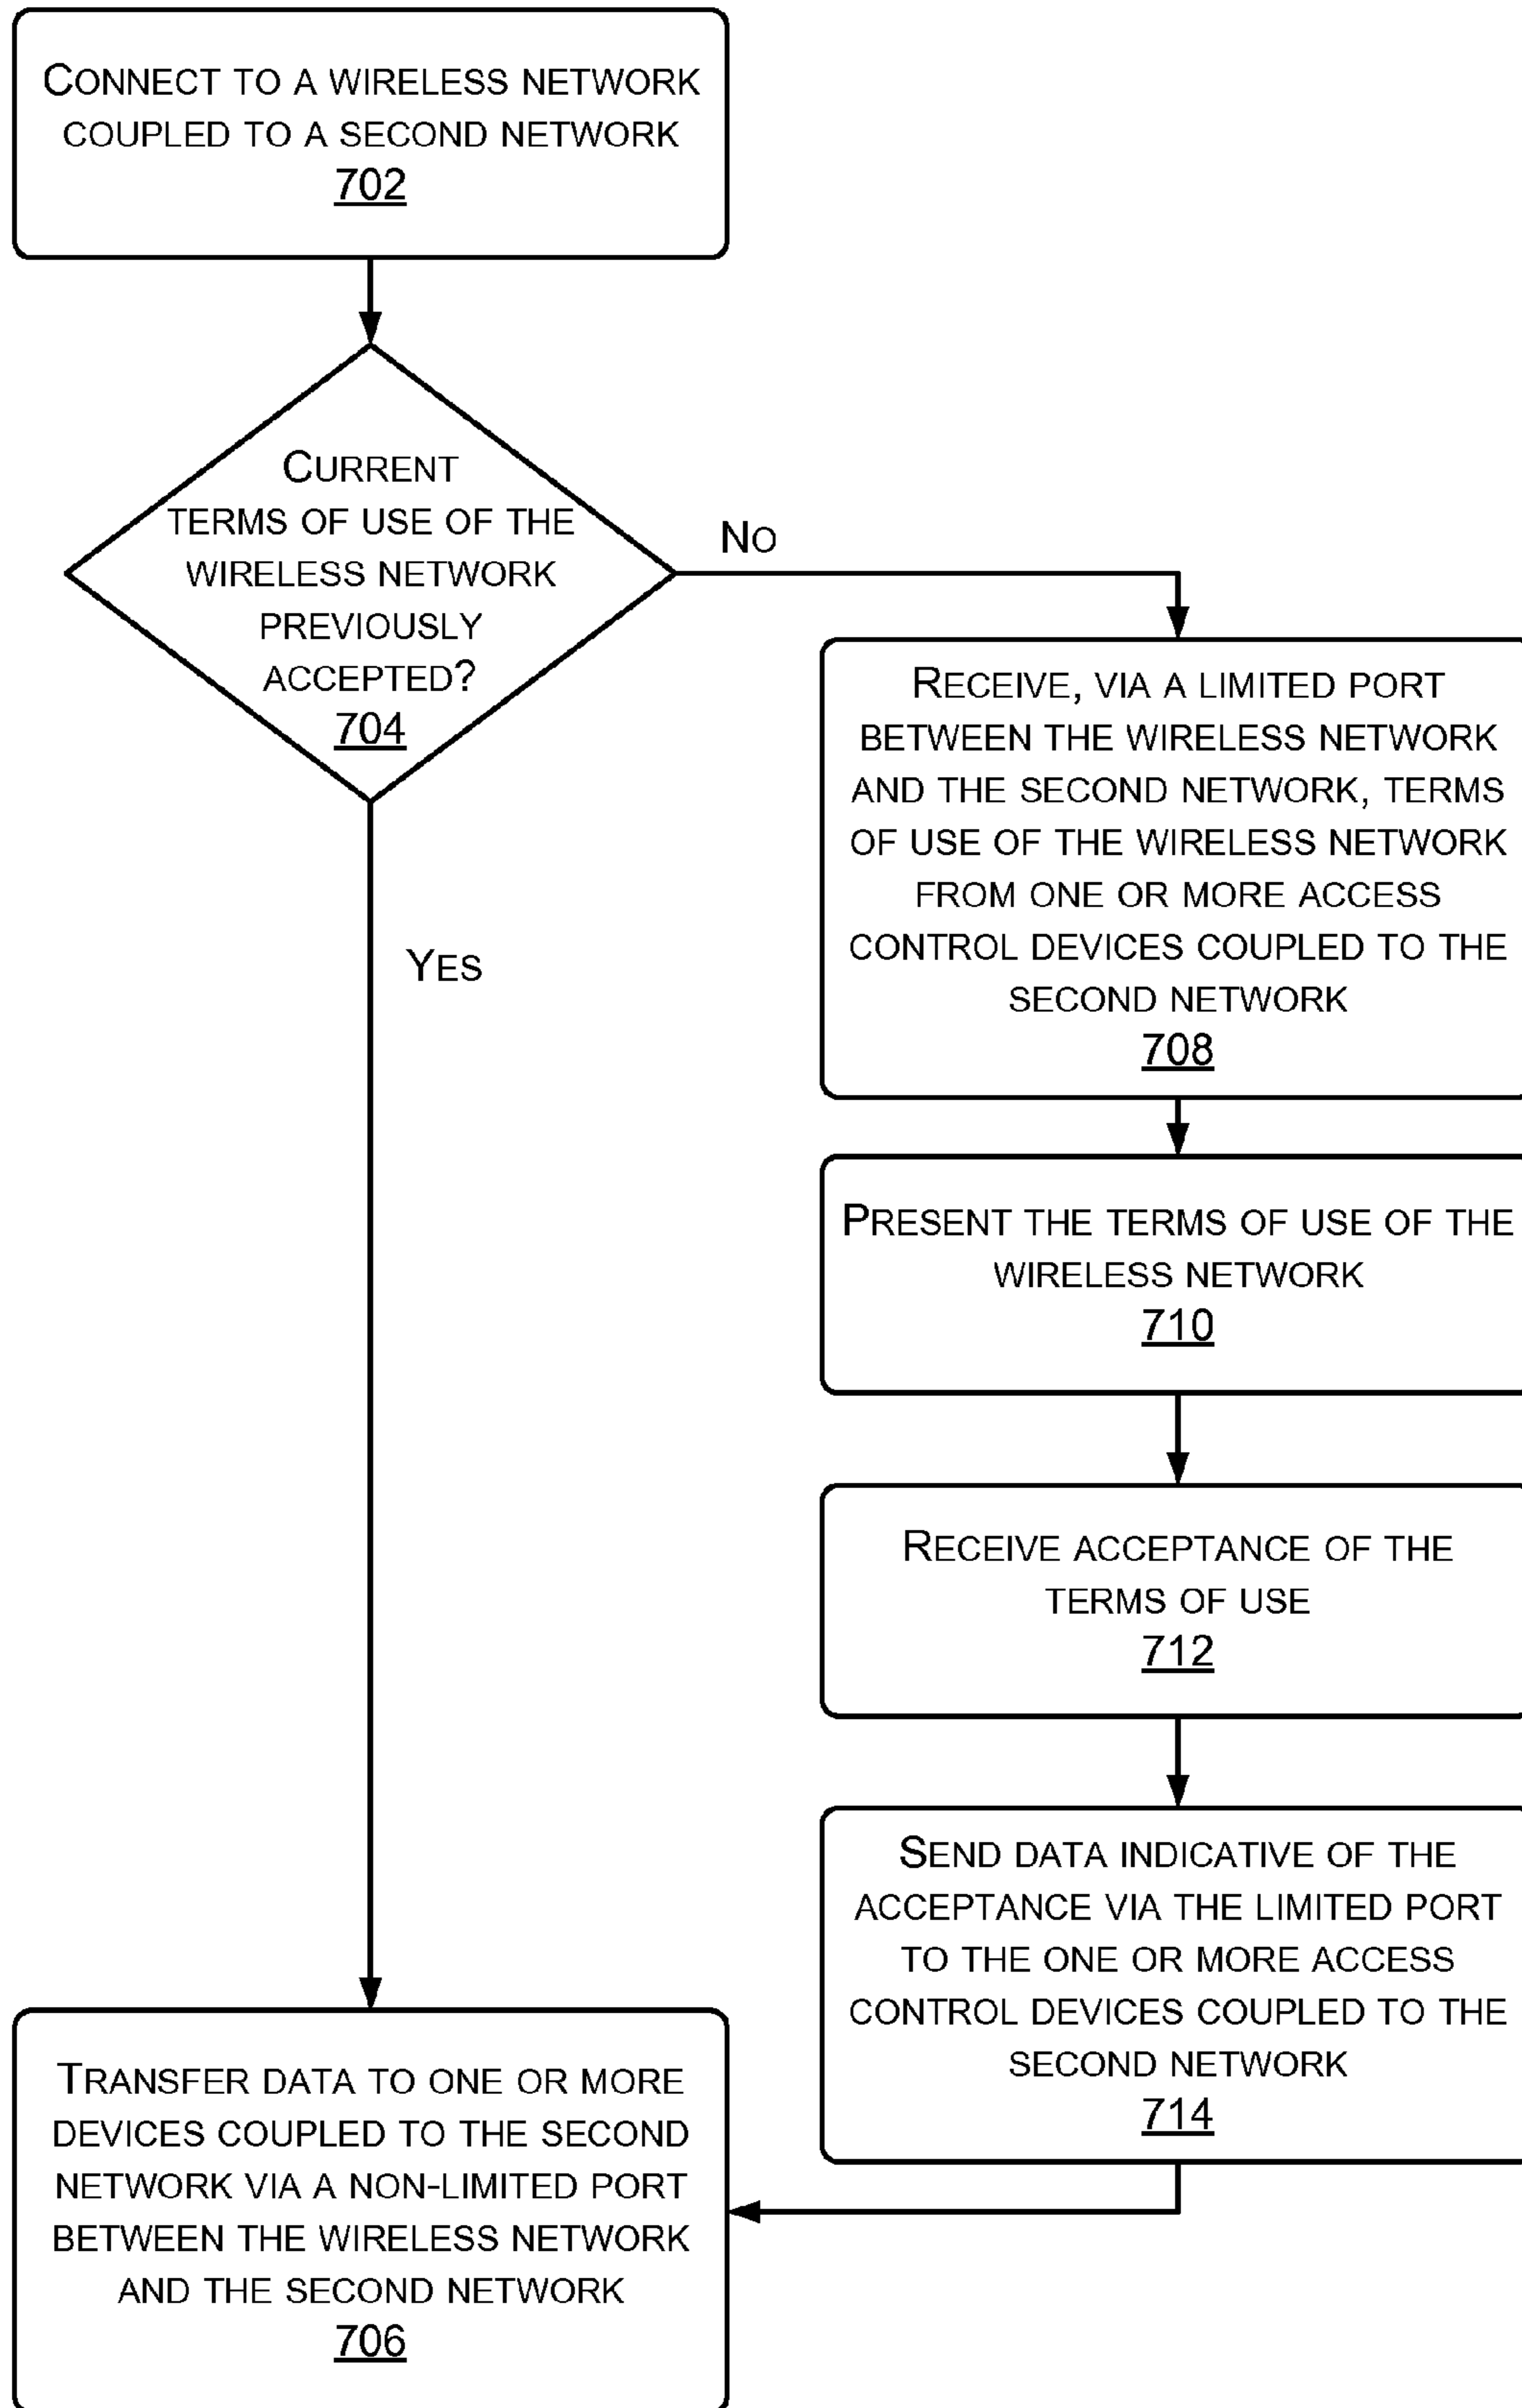 CONNECT TO A WIRELESS NETWORK
COUPLED TO A SECOND NETWORK
702
CURRENT
TERMS OF USE OF THE
WIRELESS NETWORK
PREVIOUSLY
ACCEPTED?
704
NO
YES
RECEIVE, VIA A LIMITED PORT
BETWEEN THE WIRELESS NETWORK
AND THE SECOND NETWORK, TERMS
OF USE OF THE WIRELESS NETWORK
FROM ONE OR MORE ACCESS
CONTROL DEVICES COUPLED TO THE
SECOND NETWORK
708
PRESENT THE TERMS OF USE OF THE
WIRELESS NETWORK
710
RECEIVE ACCEPTANCE OF THE
TERMS OF USE
712
SEND DATA INDICATIVE OF THE
ACCEPTANCE VIA THE LIMITED PORT
TO THE ONE OR MORE ACCESS
CONTROL DEVICES COUPLED TO THE
SECOND NETWORK
714
TRANSFER DATA TO ONE OR MORE
DEVICES COUPLED TO THE SECOND
NETWORK VIA A NON-LIMITED PORT
BETWEEN THE WIRELESS NETWORK
AND THE SECOND NETWORK
706